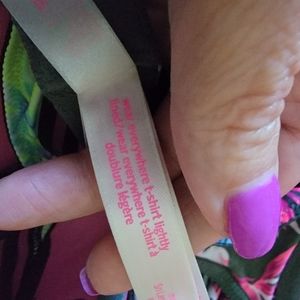 wear everywhere t-shirt lightly
lined/wear everywhere t-shirt à
doublure légère